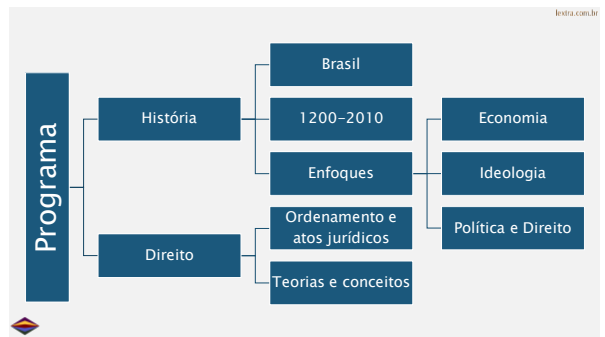 lextra.com.br
Programa
História
Brasil
1200-2010
Enfoques
Economia
Ideologia
Política e Direito
Direito
Ordenamento e
atos jurídicos
Teorias e conceitos